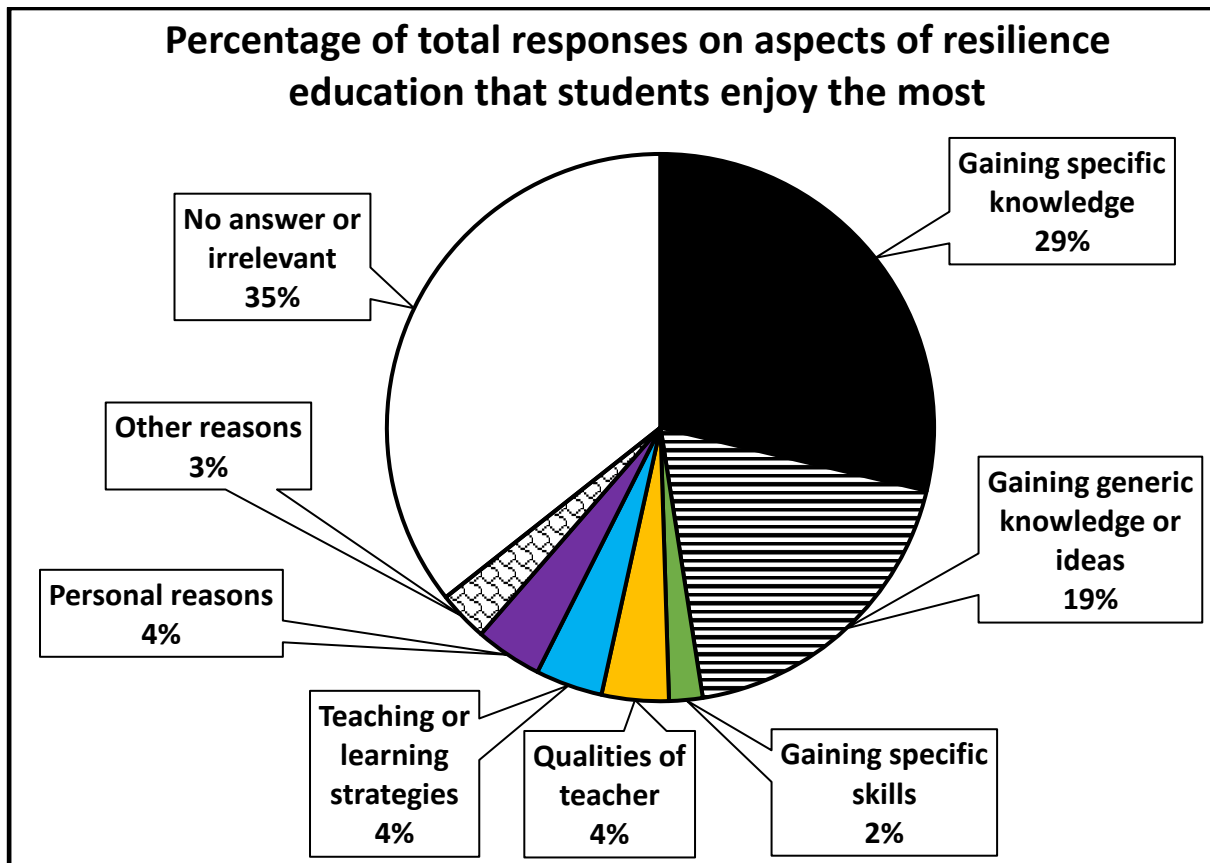 Percentage of total responses on aspects of resilience
education that students enjoy the most
Gaining specific
knowledge
29%
Gaining generic
knowledge or
ideas
19%
Gaining specific
skills
2%
Qualities of
teacher
4%
Teaching or
learning
strategies
4%
Personal reasons
4%
Other reasons
3%
No answer or
irrelevant
35%